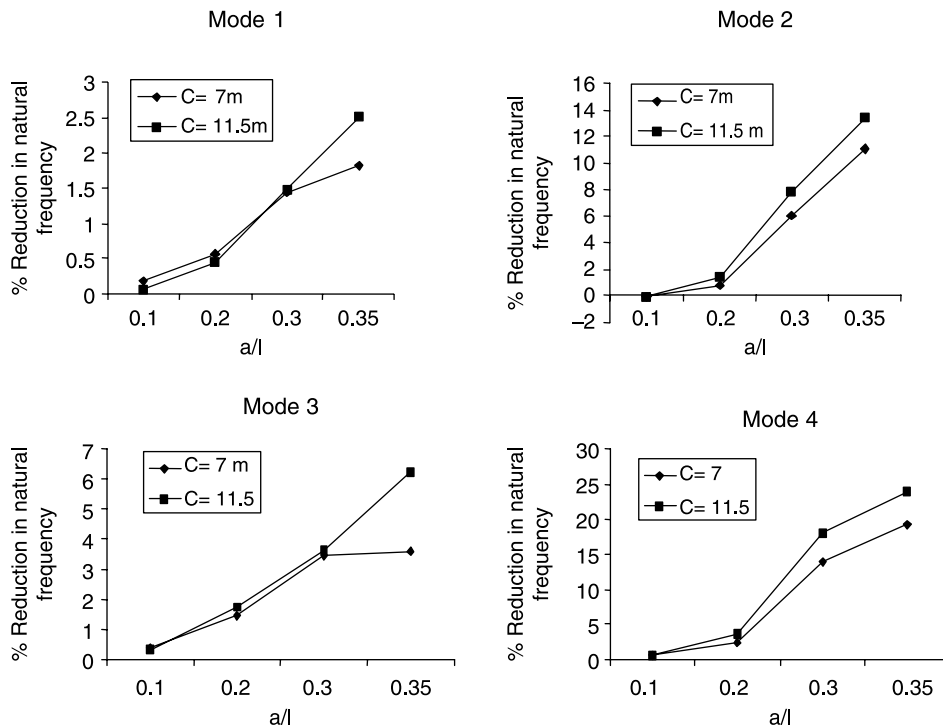 Mode 1
% Reduction in natural
frequency
3
2.5
2
1.5
1
0.5
0
C= 7m
C= 11.5m
0.1 0.2 0.3 0.35
a/l
Mode 2
% Reduction in natural
frequency
16
14
12
10
8
6
4
2
0
−2
C= 7m
C= 11.5 m
0.1 0.2 0.3 0.35
a/l
Mode 3
% Reduction in natural
frequency
7
6
5
4
3
2
1
0
C= 7 m
C= 11.5
0.1 0.2 0.3 0.35
a/l
Mode 4
% Reduction in natural
frequency
30
25
20
15
10
5
0
C= 7
C= 11.5
0.1 0.2 0.3 0.35
a/l